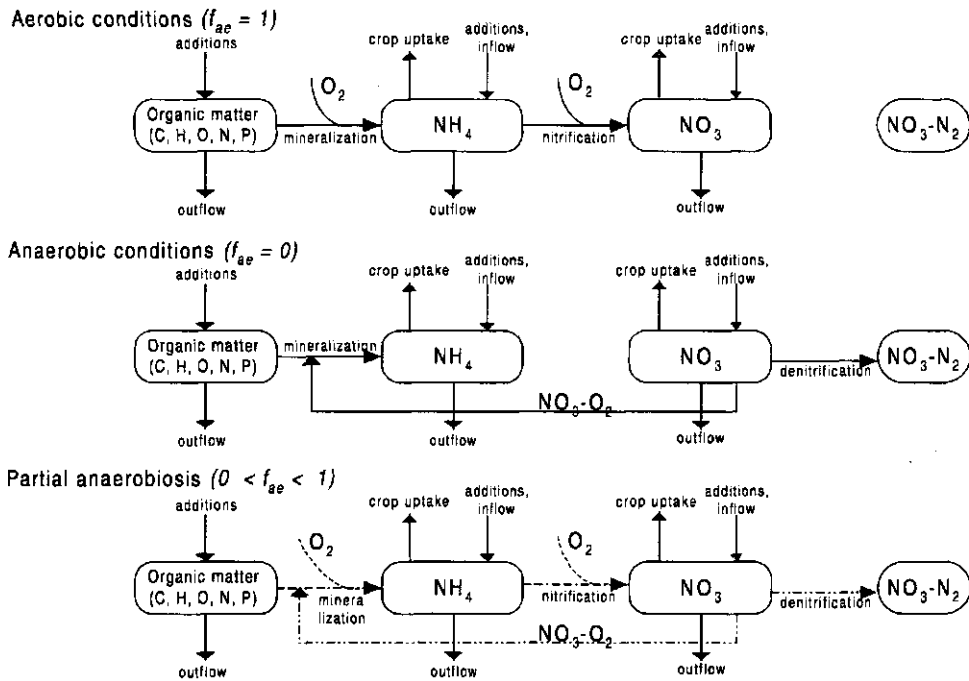 Aerobic conditions (f_ae = 1)
additions
crop uptake
additions,
inflow
crop uptake
additions,
inflow
O₂
O₂
Organic matter
(C, H, O, N, P)
mineralization
NH₄
nitrification
NO₃
NO₃-N₂
outflow
outflow
outflow
Anaerobic conditions (f_ae = 0)
additions
crop uptake
additions,
inflow
crop uptake
additions,
inflow
Organic matter
(C, H, O, N, P)
mineralization
NH₄
NO₃
denitrification
NO₃-N₂
NO₃-O₂
outflow
outflow
outflow
Partial anaerobiosis (0 < f_ae < 1)
additions
crop uptake
additions,
inflow
crop uptake
additions,
inflow
O₂
O₂
Organic matter
(C, H, O, N, P)
minera
lization
NH₄
nitrification
NO₃
denitrification
NO₃-N₂
NO₃-O₂
outflow
outflow
outflow